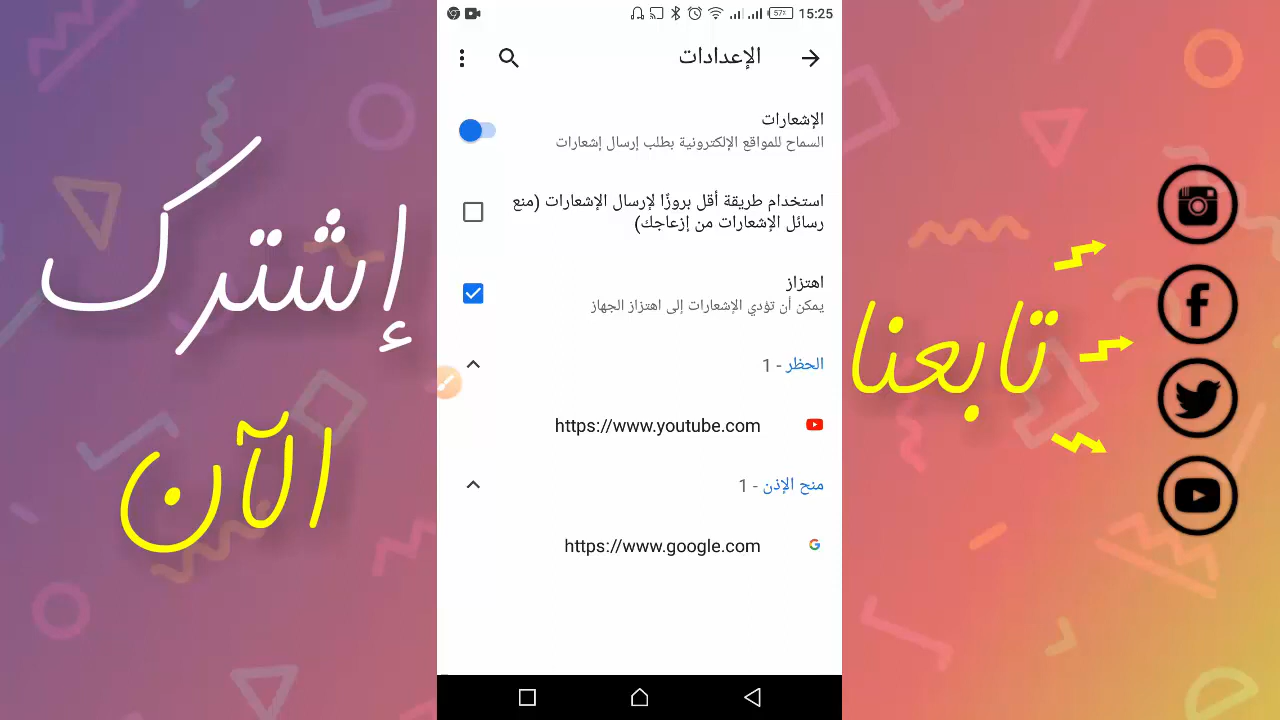 57% 15:25
الإعدادات
الإشعارات
السماح للمواقع الإلكترونية بطلب إرسال إشعارات
استخدام طريقة أقل بروزًا لإرسال الإشعارات (منع
رسائل الإشعارات من إزعاجك)
اهتزاز
يمكن أن تؤدي الإشعارات إلى اهتزاز الجهاز
الحظر - 1
https://www.youtube.com
منح الإذن - 1
https://www.google.com
إشترك
الآن
تابعنا